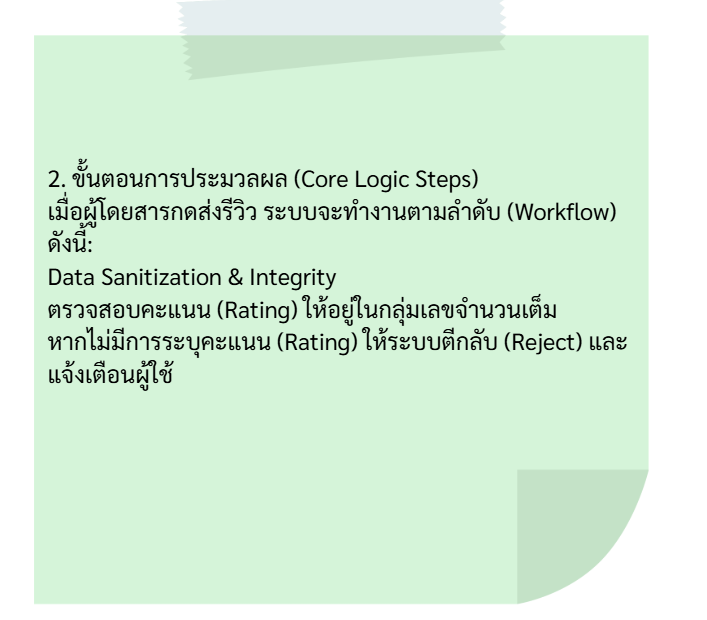 2. ขั้นตอนการประมวลผล (Core Logic Steps)
เมื่อผู้โดยสารกดส่งรีวิว ระบบจะทำงานตามลำดับ (Workflow)
ดังนี้:
Data Sanitization & Integrity
ตรวจสอบคะแนน (Rating) ให้อยู่ในกลุ่มเลขจำนวนเต็ม
หากไม่มีการระบุคะแนน (Rating) ให้ระบบตีกลับ (Reject) และ
แจ้งเตือนผู้ใช้